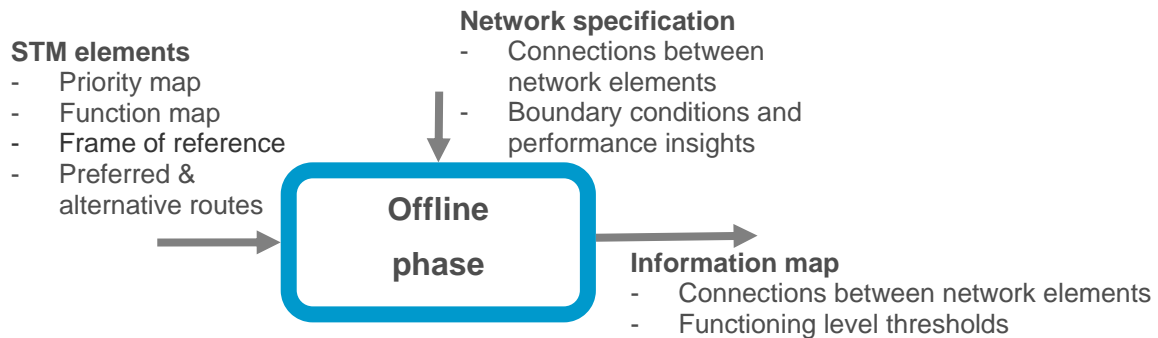 Network specification
- Connections between
network elements
- Boundary conditions and
performance insights
STM elements
- Priority map
- Function map
- Frame of reference
- Preferred &
alternative routes
Offline
phase
Information map
- Connections between network elements
- Functioning level thresholds